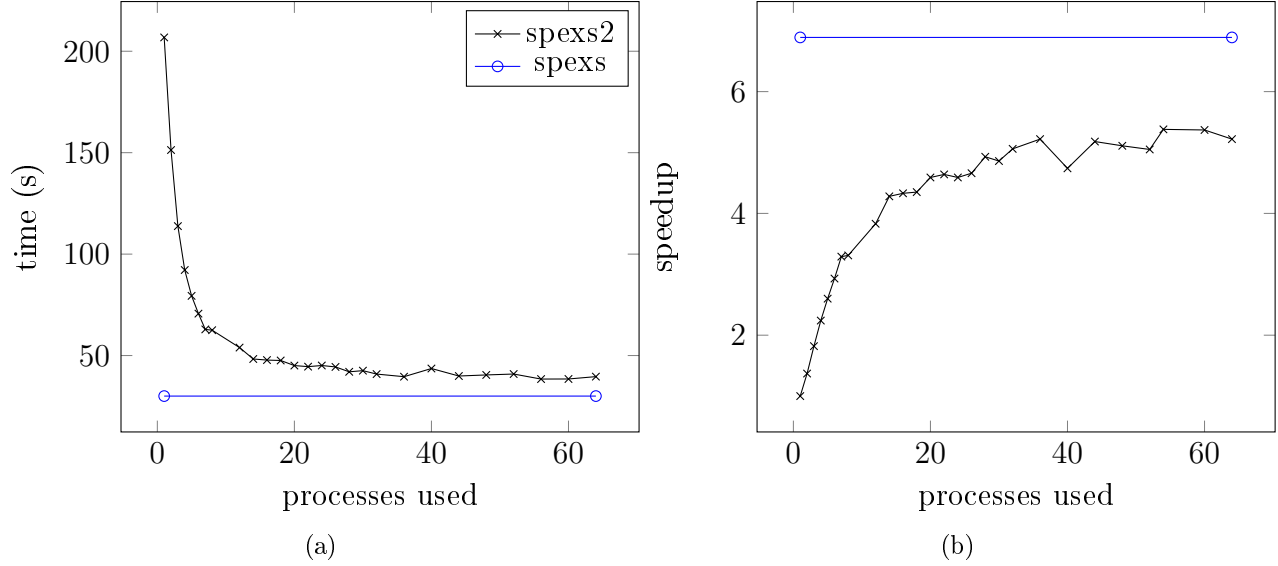 200
150
100
50
time (s)
spexs2
spexs
0 20 40 60
processes used
(a)
6
4
2
speedup
0 20 40 60
processes used
(b)